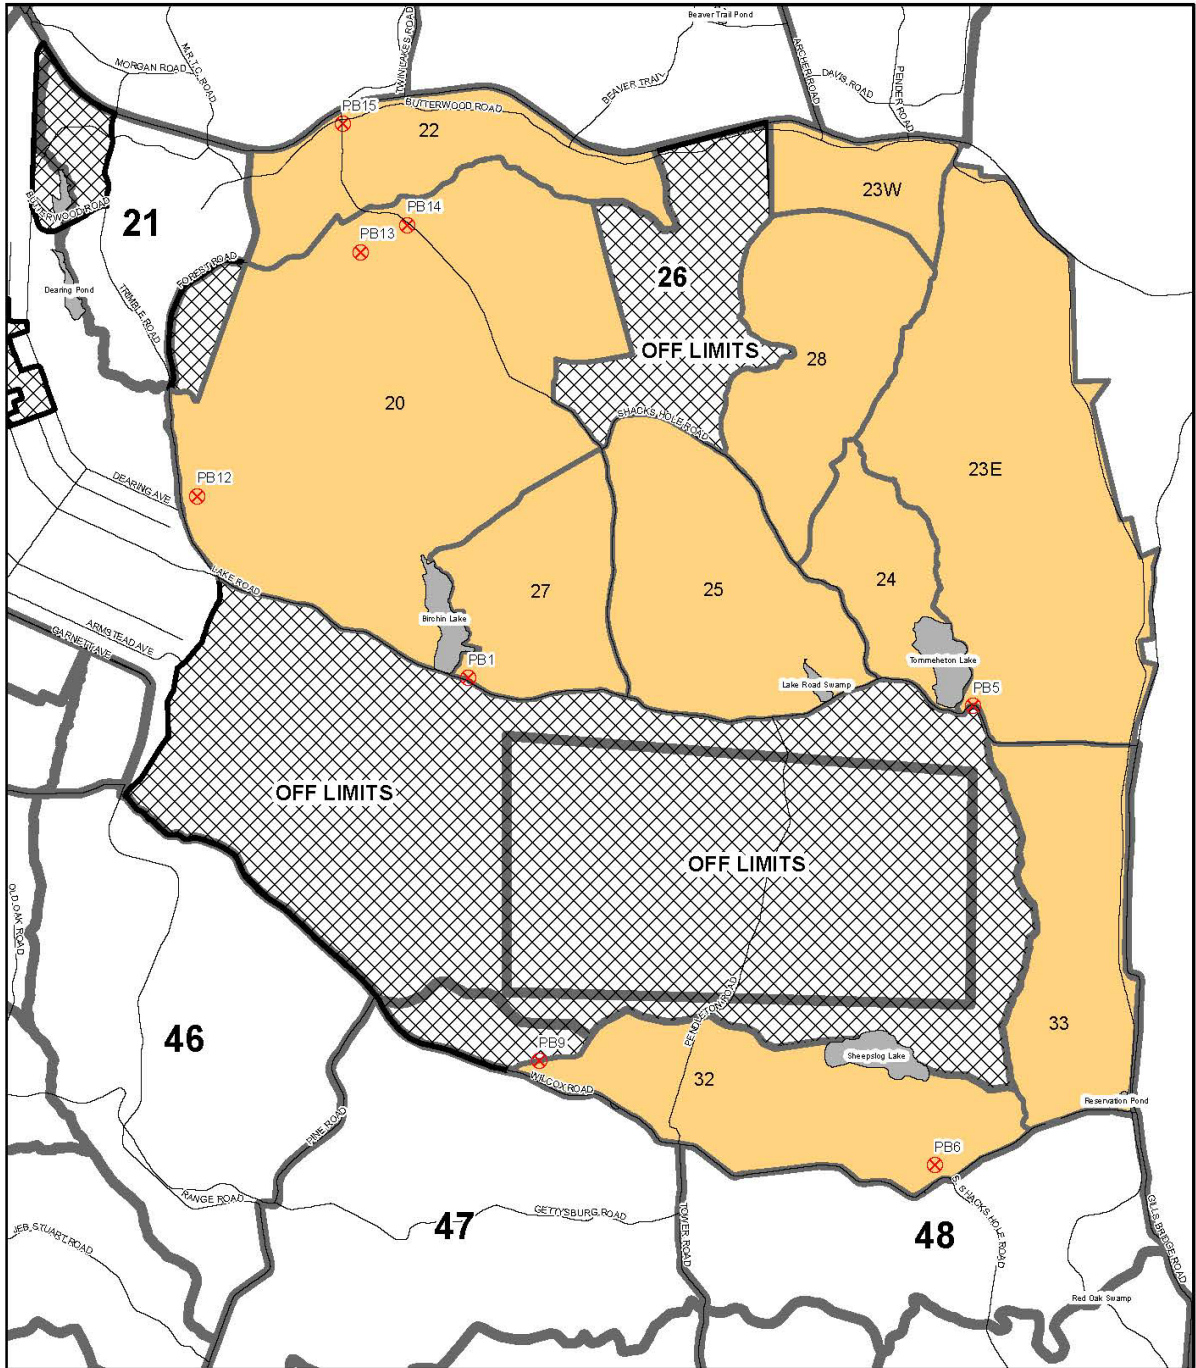 Beaver Trail Pond
MORGAN ROAD
M.R.T.C. ROAD
TWIN LAKES ROAD
BEAVER TRAIL
ARCHER ROAD
DAVIS ROAD
PENDER ROAD
PB15
BUTTERWOOD ROAD
22
23W
BUTTERWOOD ROAD
21
PB14
PB13
FOREST ROAD
26
Dearing Pond
TRIMBLE ROAD
OFF LIMITS
28
20
SHACKS HOLE ROAD
23E
PB12
DEARING AVE
LAKE ROAD
27
25
24
Birchin Lake
ARMSTEAD AVE
GARNETT AVE
PB1
Tommeheton Lake
Lake Road Swamp
PB5
OFF LIMITS
OFF LIMITS
OLD OAK ROAD
PENDLETON ROAD
46
PB9
33
Sheepslog Lake
WILCOX ROAD
32
Reservation Pond
PINE ROAD
PB6
RANGE ROAD
S. SHACKS HOLE ROAD
GETTYSBURG ROAD
47
TOWER ROAD
48
GILLS BRIDGE ROAD
JEB STUART ROAD
Red Oak Swamp